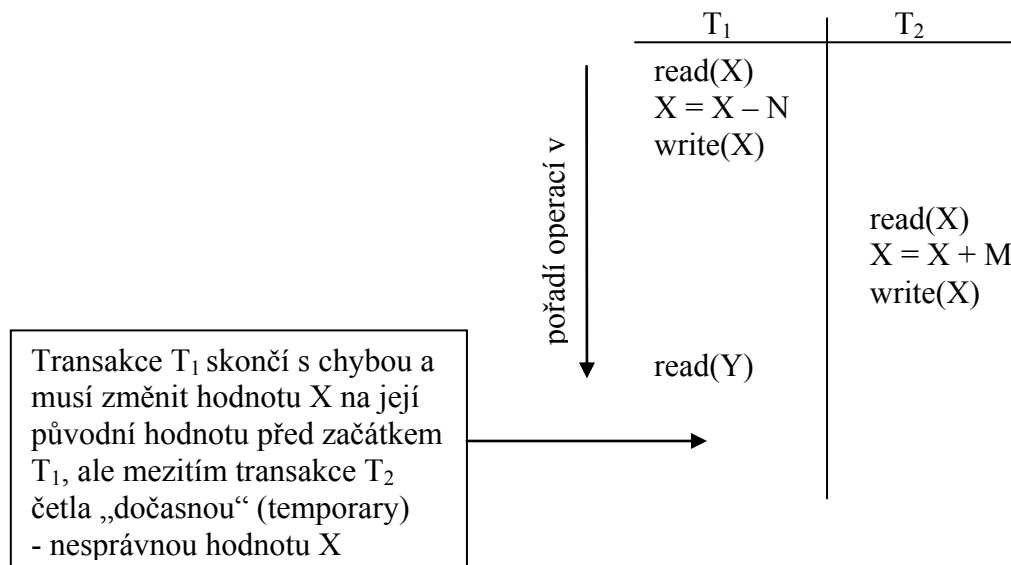 T₁ T₂
read(X)
X = X – N
write(X)
read(X)
X = X + M
write(X)
read(Y)
pořadí operací v
Transakce T₁ skončí s chybou a
musí změnit hodnotu X na její
původní hodnotu před začátkem
T₁, ale mezitím transakce T₂
četla „dočasnou“ (temporary)
- nesprávnou hodnotu X